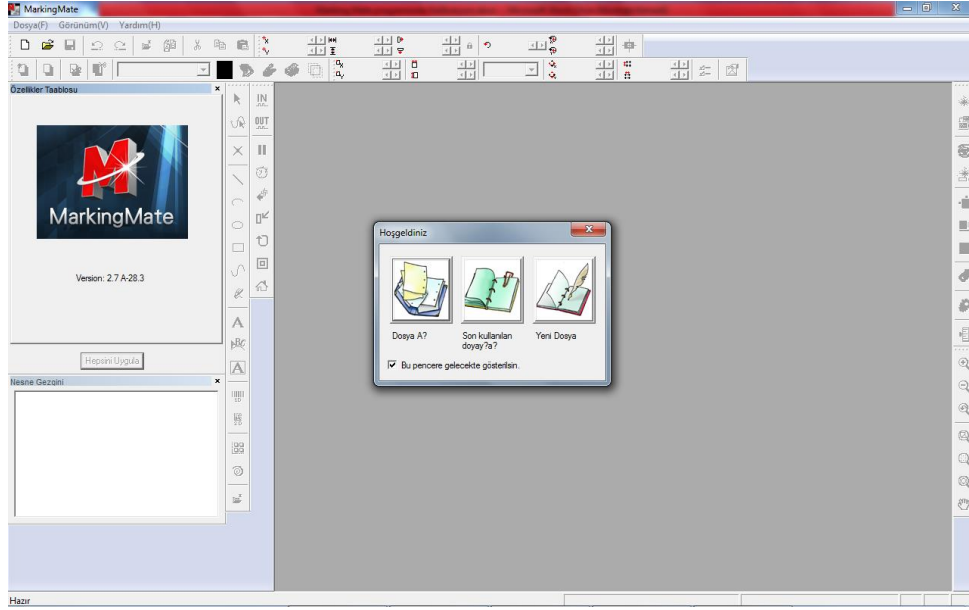 MarkingMate
Dosya(F) Görünüm(V) Yardım(H)
Özellikler Taablosu
IN
OUT
MarkingMate
Version: 2.7 A-28.3
Hepsini Uygula
Nesne Gezgini
Hoşgeldiniz
Dosya A?
Son kullanılan
doyay?a?
Yeni Dosya
Bu pencere gelecekte gösterilsin.
Hazır